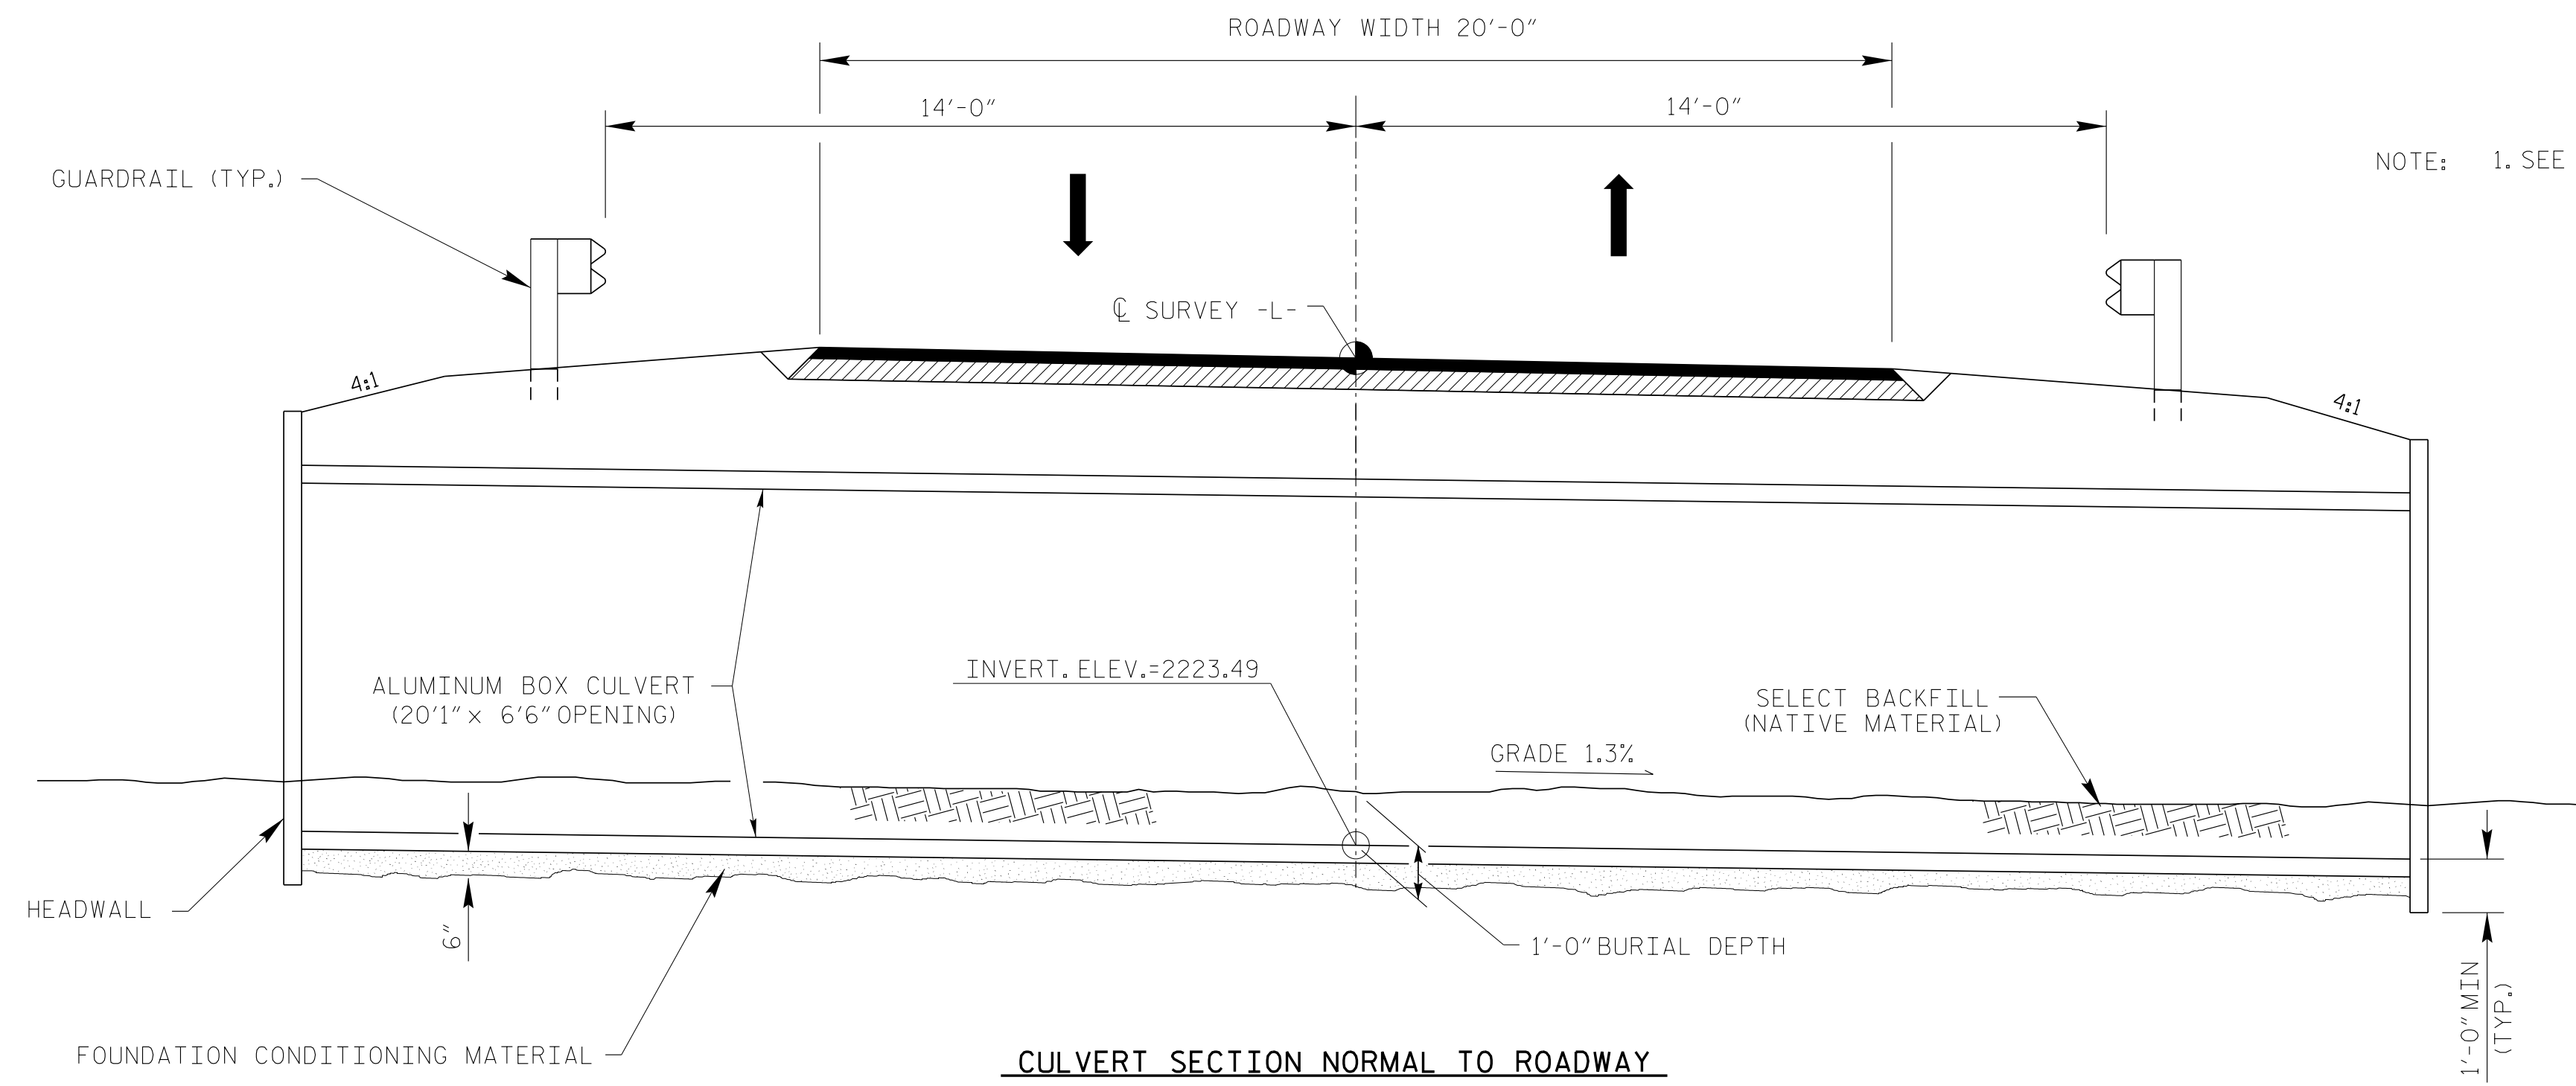 ROADWAY WIDTH 20'-0"
14'-0"
14'-0"
NOTE: 1. SEE
GUARDRAIL (TYP.)
℄ SURVEY -L-
4:1
4:1
INVERT. ELEV.=2223.49
ALUMINUM BOX CULVERT
(20'1" x 6'6" OPENING)
SELECT BACKFILL
(NATIVE MATERIAL)
GRADE 1.3%
HEADWALL
6"
1'-0" BURIAL DEPTH
1'-0" MIN
(TYP.)
FOUNDATION CONDITIONING MATERIAL
CULVERT SECTION NORMAL TO ROADWAY